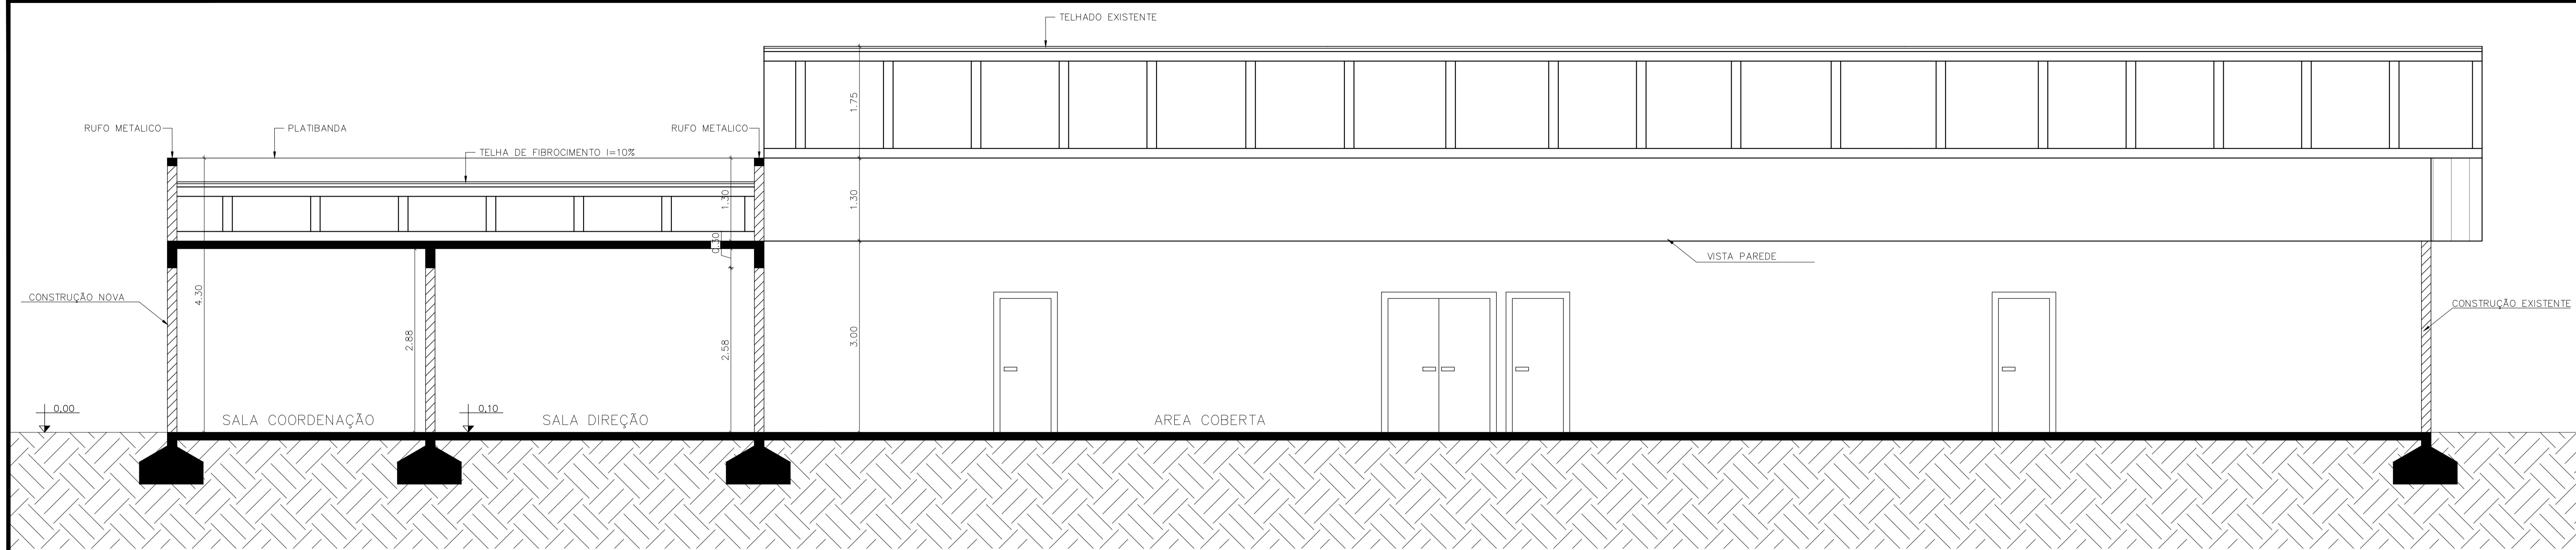 TELHADO EXISTENTE
1.75
RUFO METALICO
PLATIBANDA
RUFO METALICO
TELHA DE FIBROCIMENTO I=10%
1.30
1.30
0.30
VISTA PAREDE
4.30
CONSTRUÇÃO NOVA
CONSTRUÇÃO EXISTENTE
2.88
2.58
3.00
0,00
0,10
SALA COORDENAÇÃO
SALA DIREÇÃO
AREA COBERTA